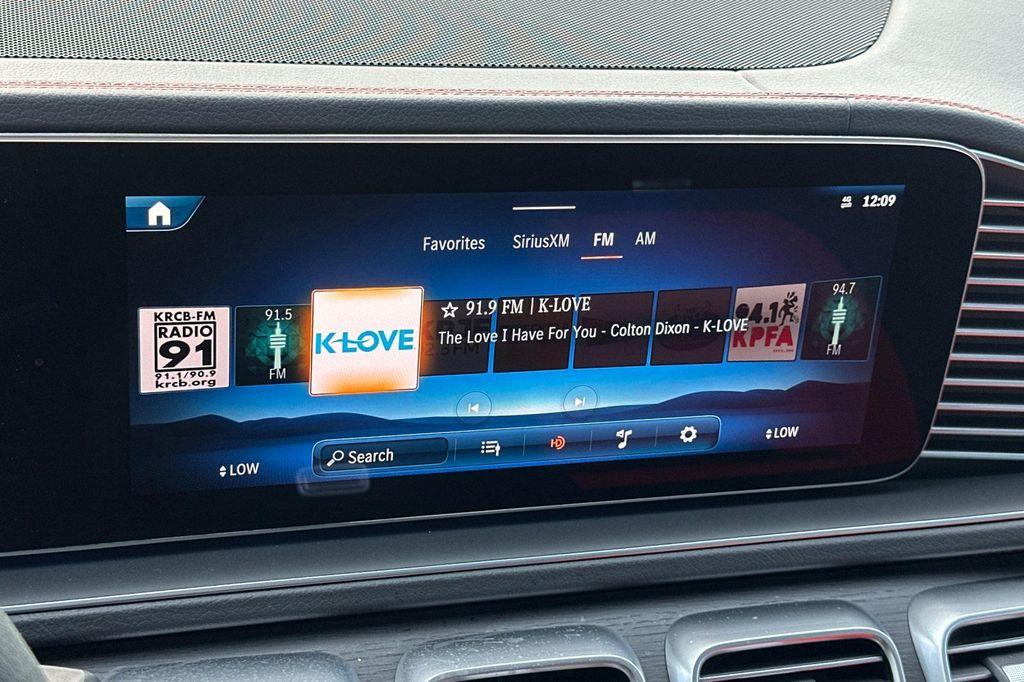 4G
12:09
Favorites SiriusXM FM AM
KRCB-FM
RADIO
91
91.1/90.9
krcb.org
91.5
FM
K-LOVE
91.9 FM | K-LOVE
The Love I Have For You - Colton Dixon - K-LOVE
94.1
KPFA
94.7
FM
Search
LOW
LOW